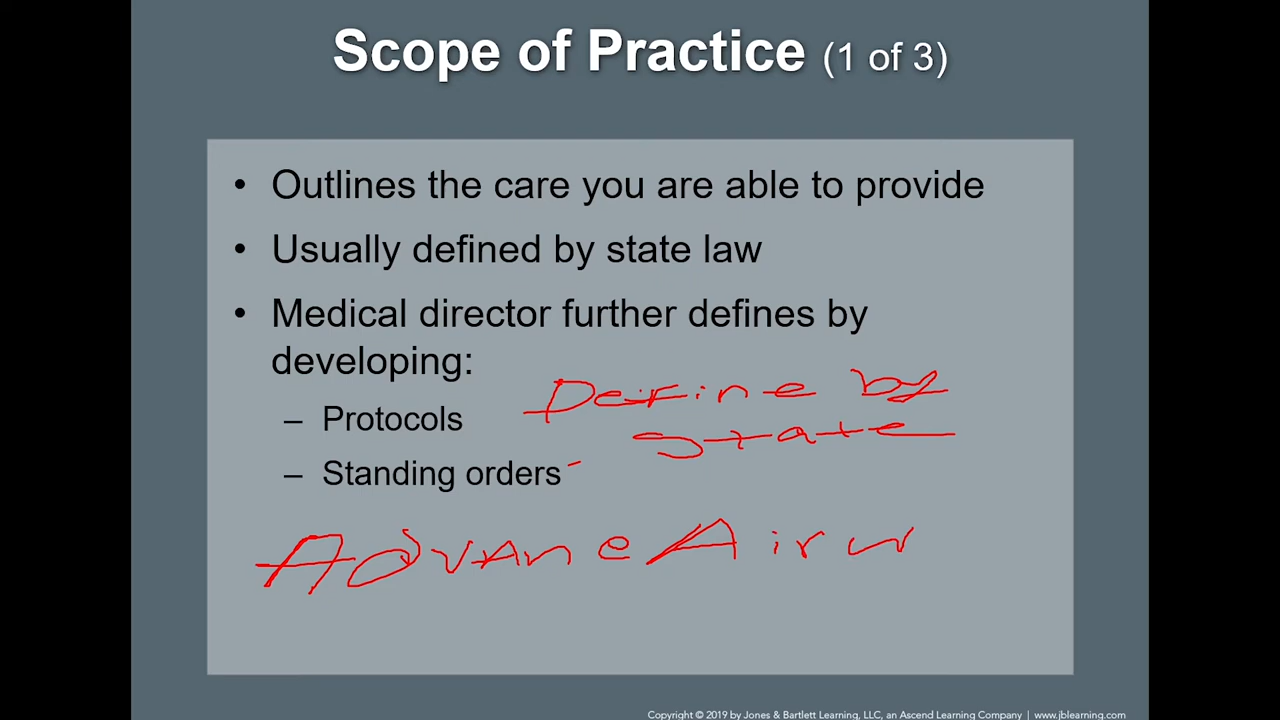 Scope of Practice (1 of 3)
• Outlines the care you are able to provide
• Usually defined by state law
• Medical director further defines by
developing:
– Protocols
– Standing orders
Define by
state
AdvAne Airw
Copyright © 2019 by Jones & Bartlett Learning, LLC, an Ascend Learning Company | www.jblearning.com